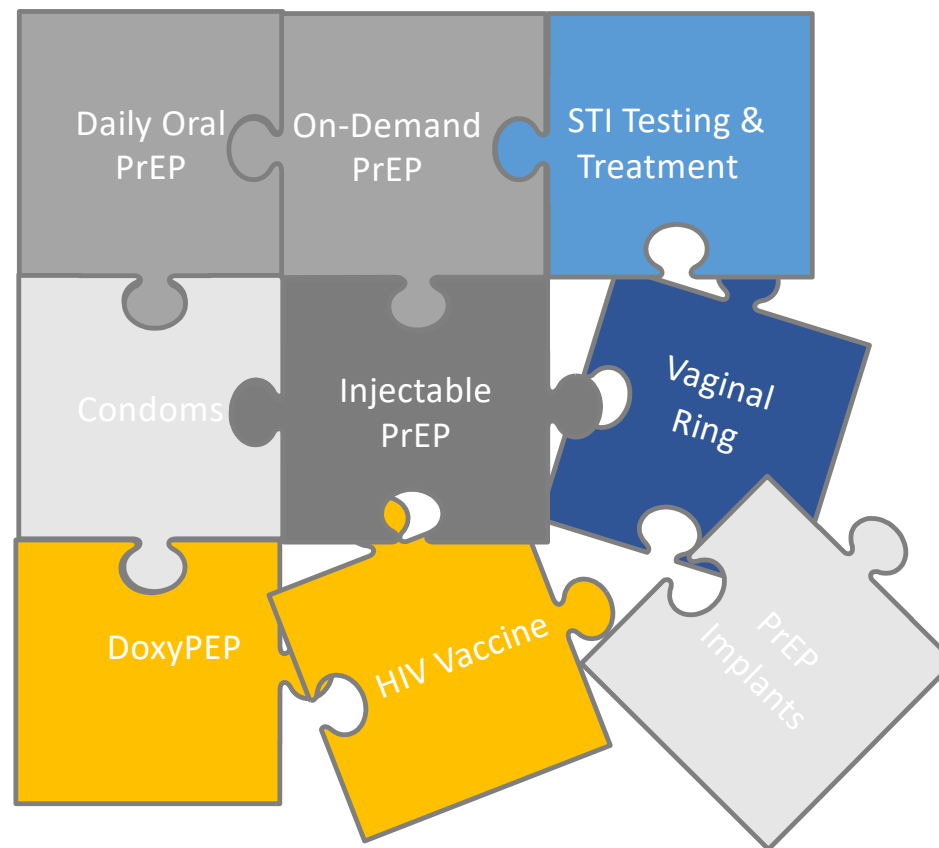 Daily Oral
PrEP
On-Demand
PrEP
STI Testing &
Treatment
Condoms
Injectable
PrEP
Vaginal
Ring
DoxyPEP
HIV Vaccine
PrEP
Implants